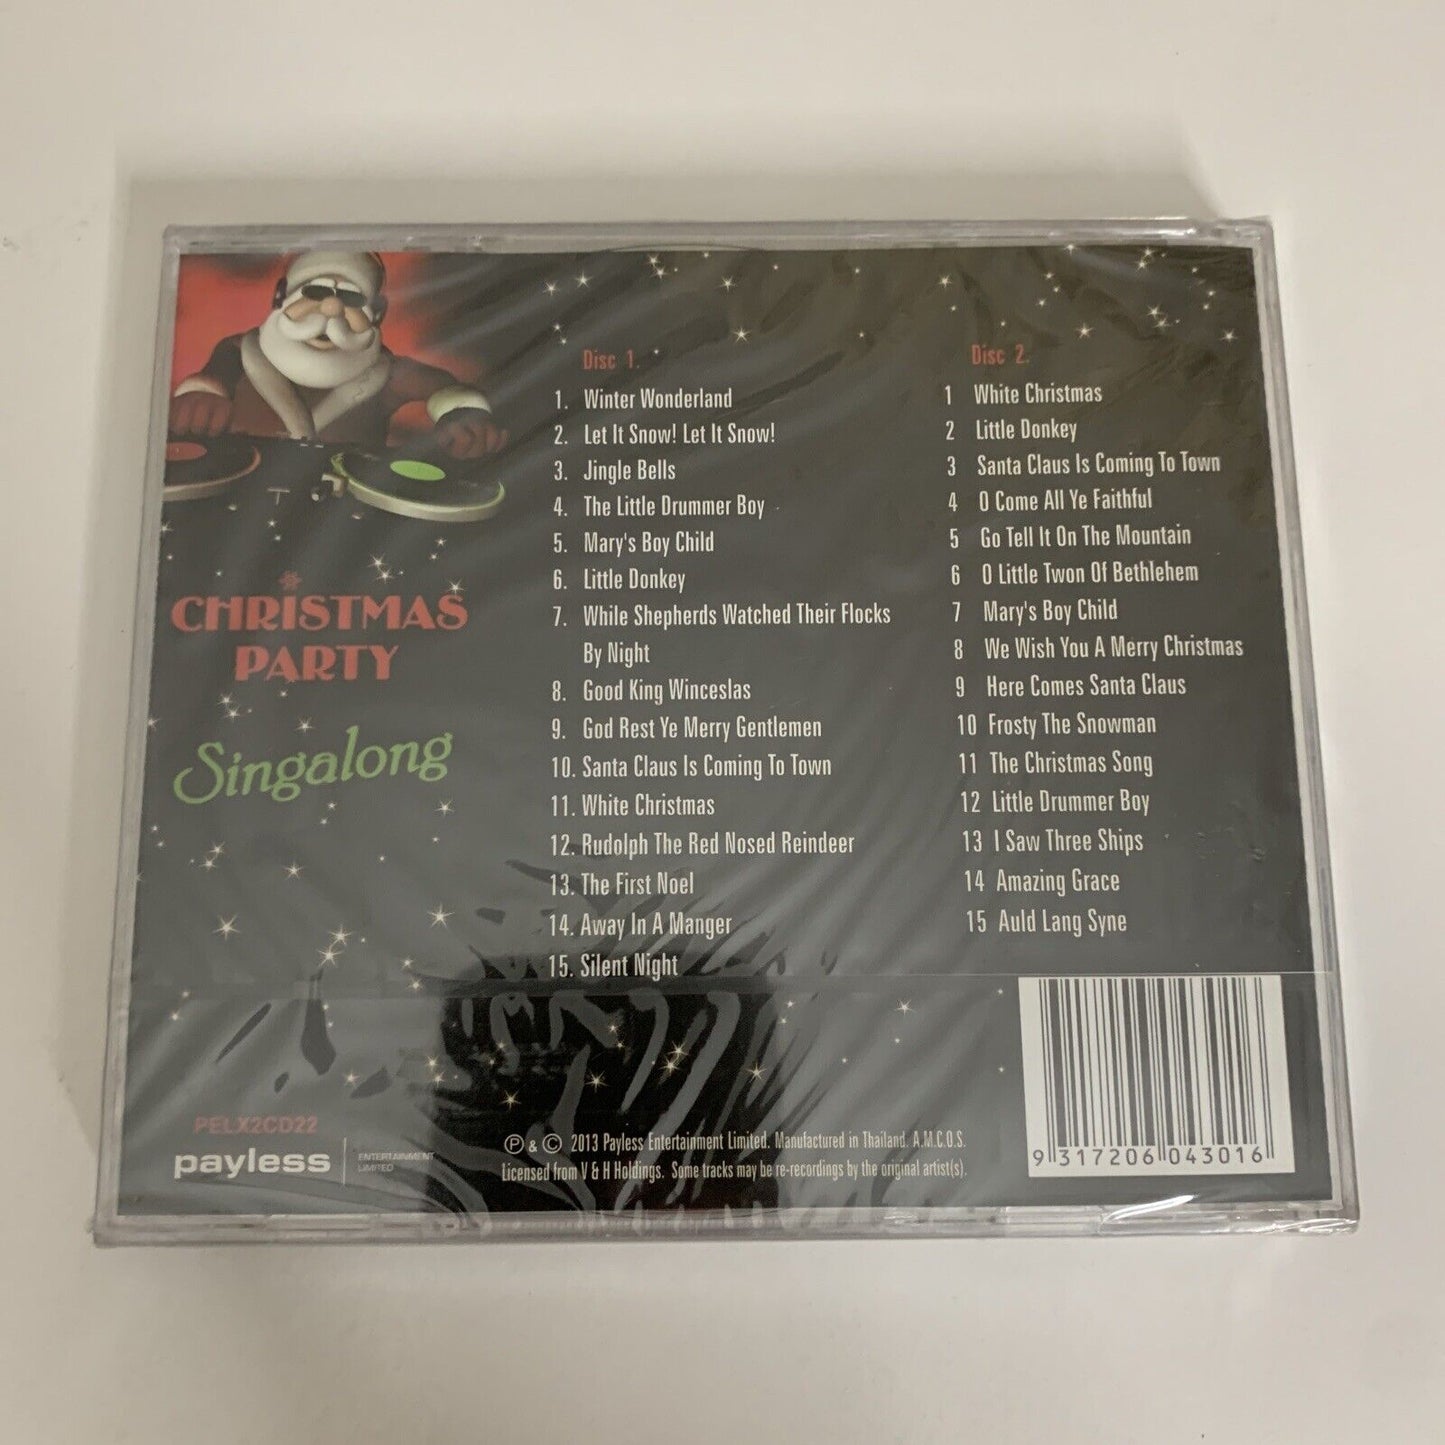 CHRISTMAS
PARTY
Singalong
Disc 1.
1. Winter Wonderland
2. Let It Snow! Let It Snow!
3. Jingle Bells
4. The Little Drummer Boy
5. Mary's Boy Child
6. Little Donkey
7. While Shepherds Watched Their Flocks
By Night
8. Good King Winceslas
9. God Rest Ye Merry Gentlemen
10. Santa Claus Is Coming To Town
11. White Christmas
12. Rudolph The Red Nosed Reindeer
13. The First Noel
14. Away In A Manger
15. Silent Night
Disc 2.
1 White Christmas
2 Little Donkey
3 Santa Claus Is Coming To Town
4 O Come All Ye Faithful
5 Go Tell It On The Mountain
6 O Little Twon Of Bethlehem
7 Mary's Boy Child
8 We Wish You A Merry Christmas
9 Here Comes Santa Claus
10 Frosty The Snowman
11 The Christmas Song
12 Little Drummer Boy
13 I Saw Three Ships
14 Amazing Grace
15 Auld Lang Syne
PELX2CD22
payless
ENTERTAINMENT
LIMITED
℗ & © 2013 Payless Entertainment Limited. Manufactured in Thailand. A.M.C.O.S.
Licensed from V & H Holdings. Some tracks may be re-recordings by the original artist(s).
9 317206 043016